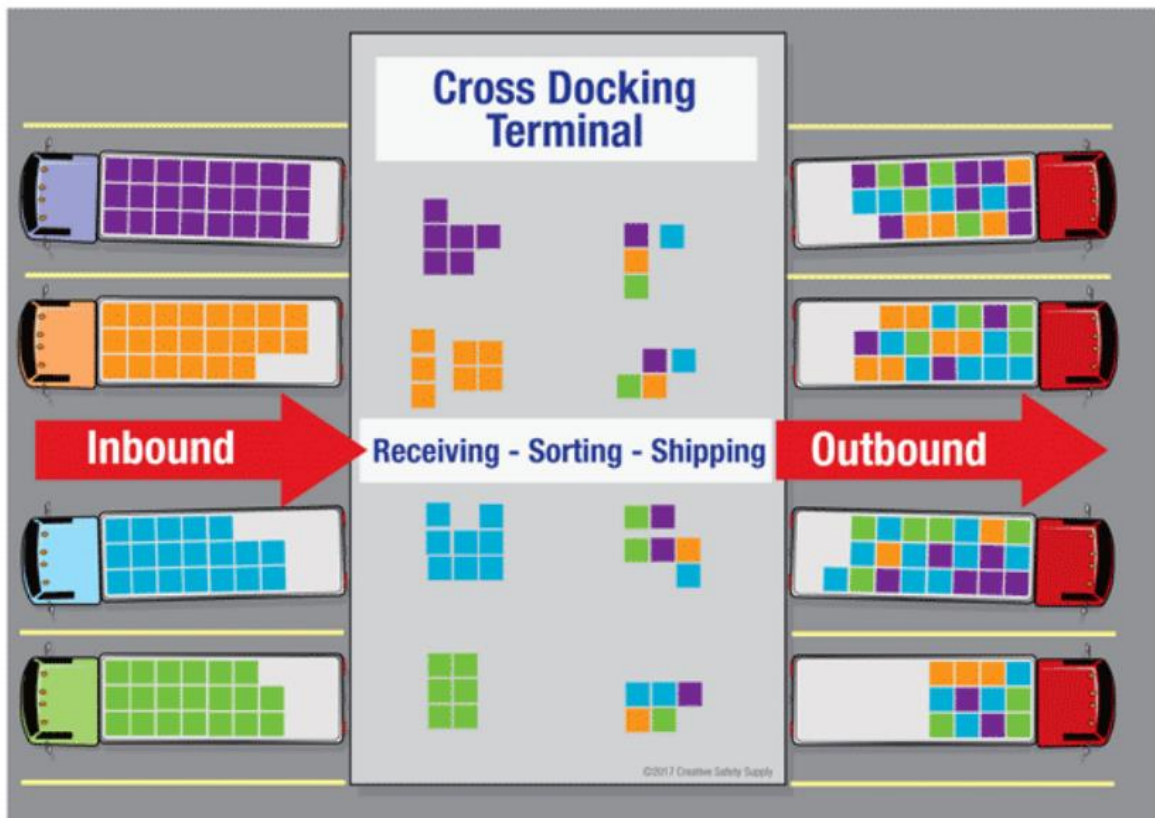 Cross Docking
Terminal
Inbound
Receiving - Sorting - Shipping
Outbound
©2017 Creative Safety Supply